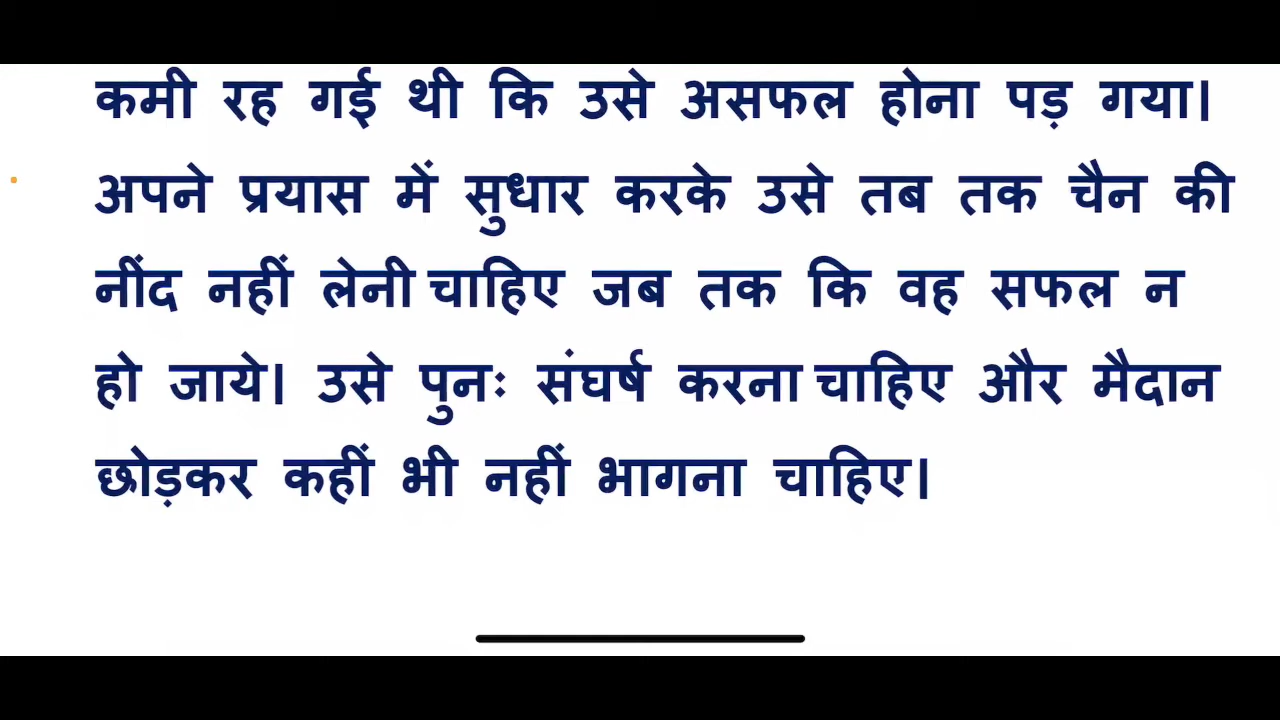 कमी रह गई थी कि उसे असफल होना पड़ गया।
अपने प्रयास में सुधार करके उसे तब तक चैन की
नींद नहीं लेनी चाहिए जब तक कि वह सफल न
हो जाये। उसे पुनः संघर्ष करना चाहिए और मैदान
छोड़कर कहीं भी नहीं भागना चाहिए।